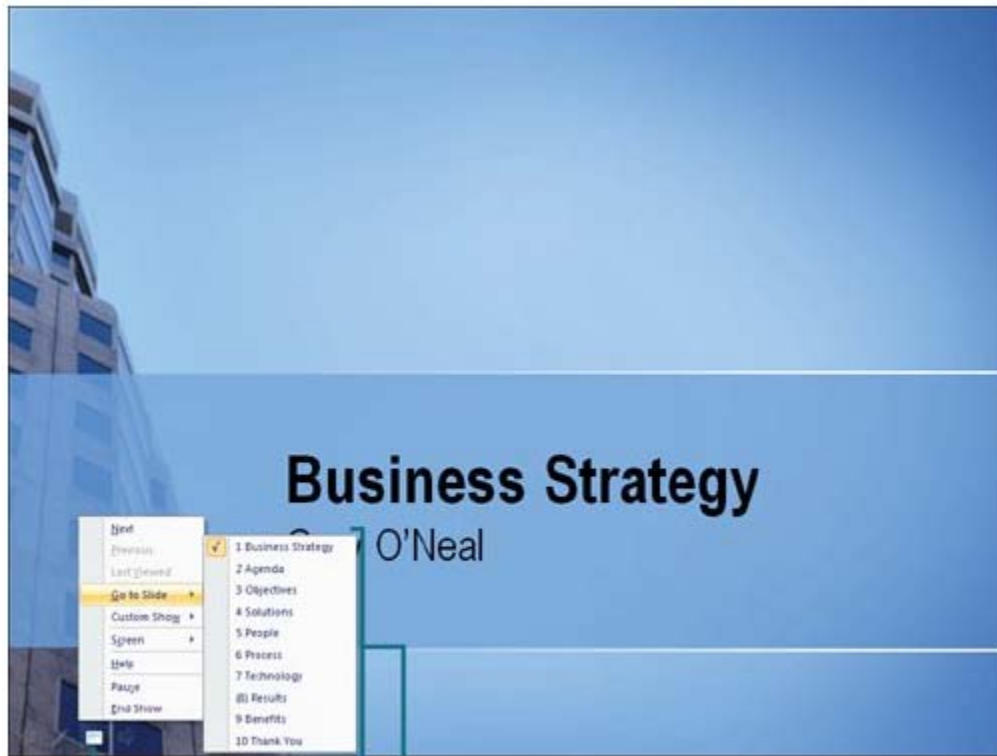 Business Strategy
O'Neal
Next
Previous
Last Viewed
Go to Slide
Custom Show
Screen
Help
Pause
End Show
1 Business Strategy
2 Agenda
3 Objectives
4 Solutions
5 People
6 Process
7 Technology
(8) Results
9 Benefits
10 Thank You